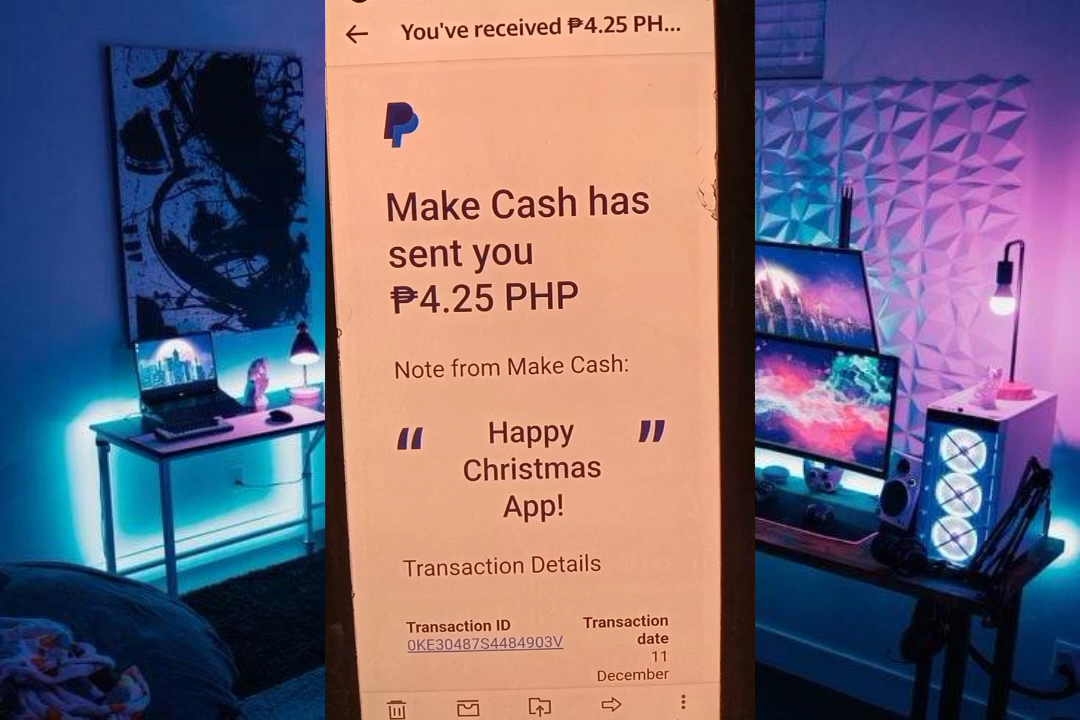 You've received ₱4.25 PH...
Make Cash has
sent you
₱4.25 PHP
Note from Make Cash:
“ Happy ”
Christmas
App!
Transaction Details
Transaction ID
0KE30487S4484903V
Transaction
date
11
December